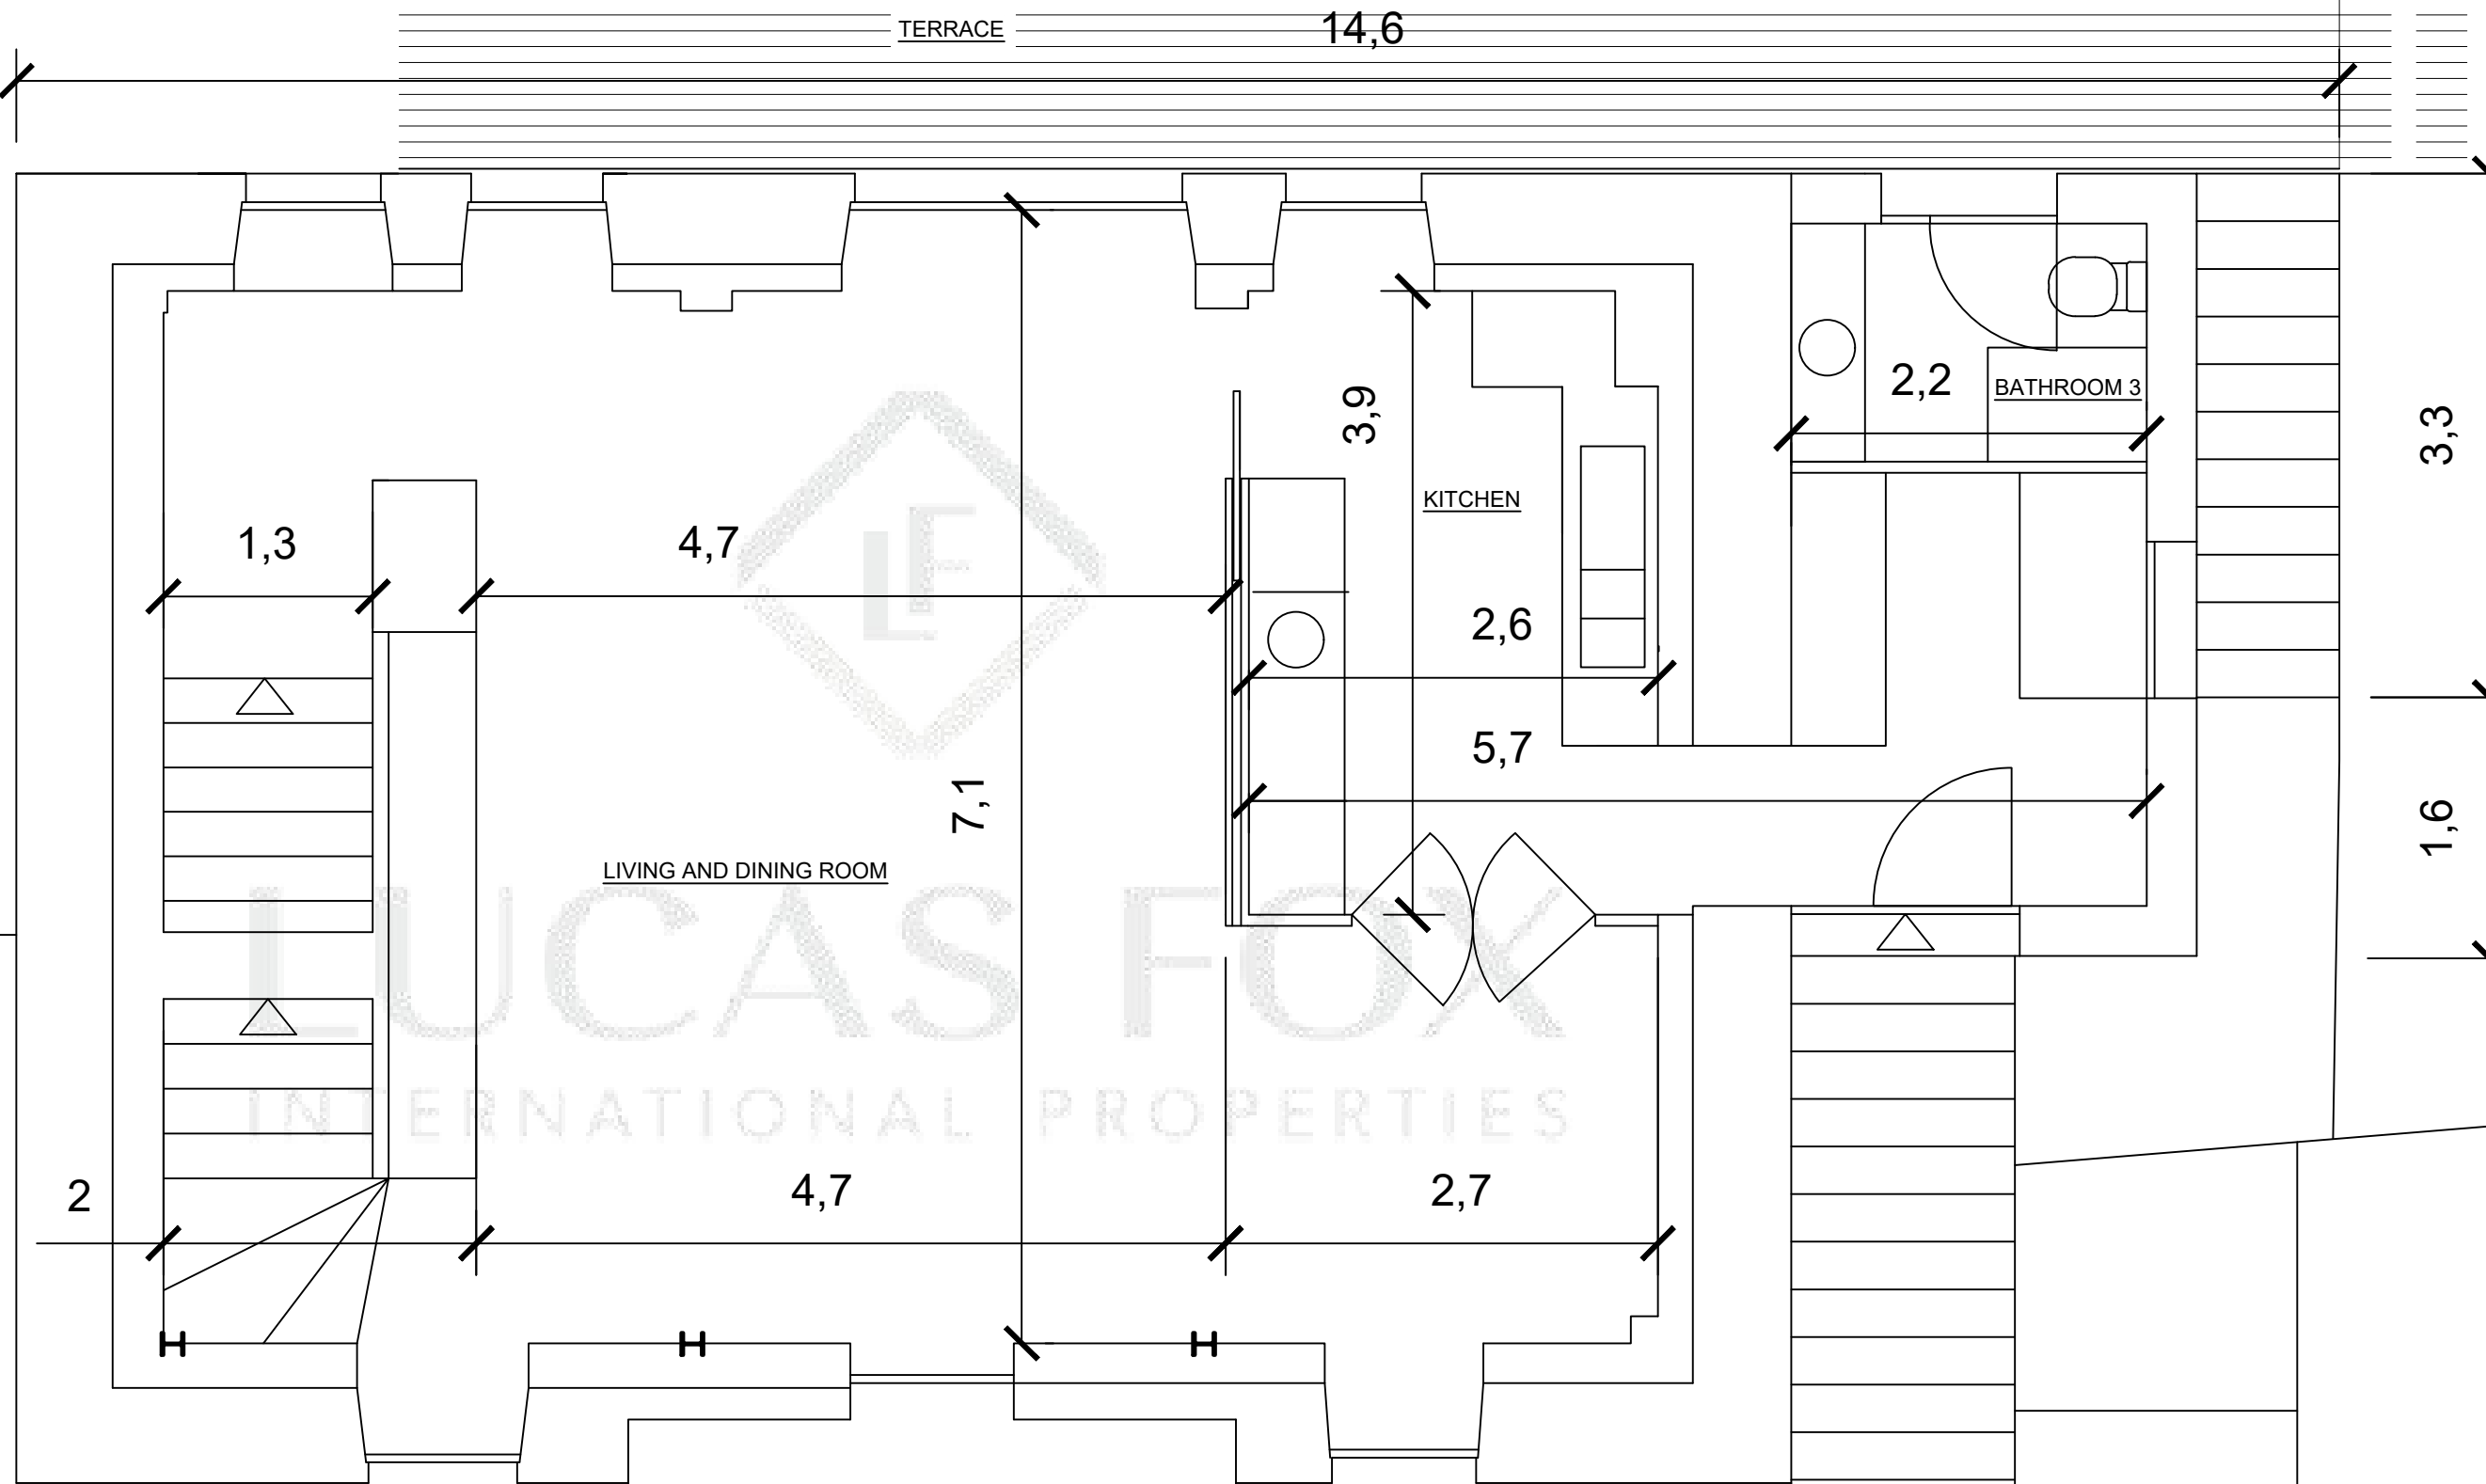 TERRACE
14,6
2,2
BATHROOM 3
3,9
3,3
KITCHEN
1,3
4,7
2,6
5,7
7,1
1,6
LIVING AND DINING ROOM
LF
LUCAS FOX
INTERNATIONAL PROPERTIES
2
4,7
2,7
H
H
H